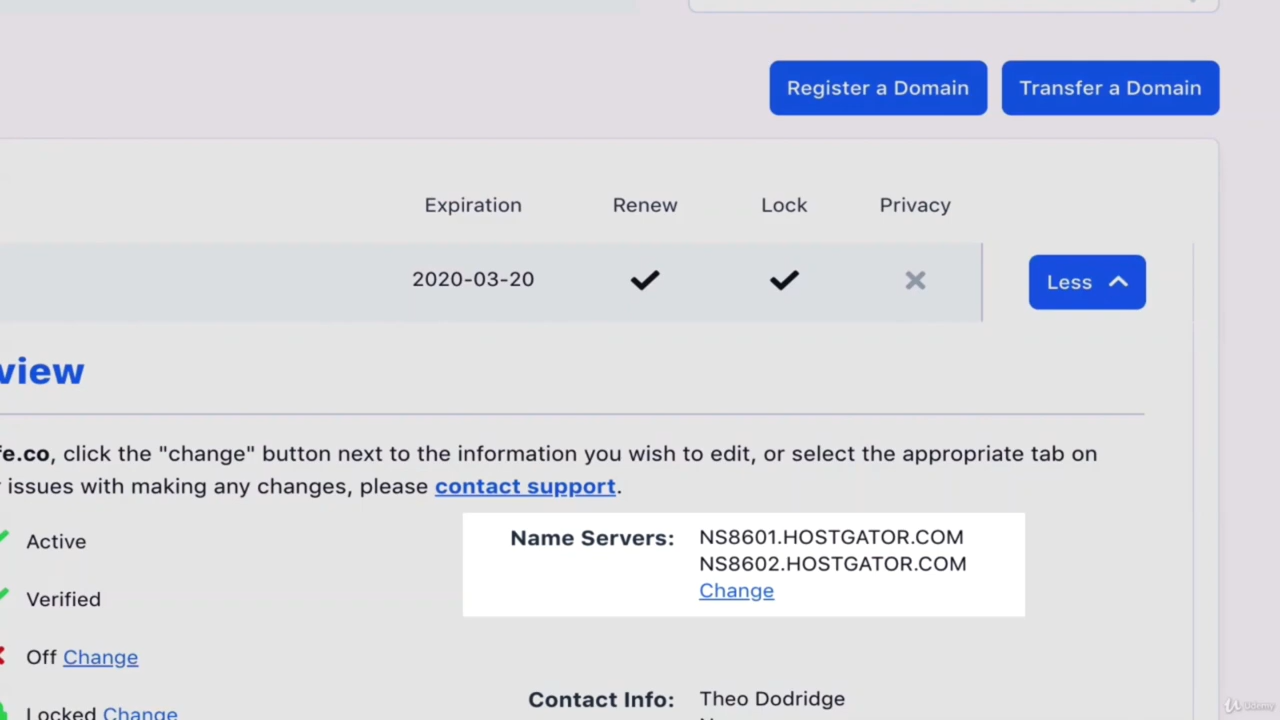 Register a Domain
Transfer a Domain
Expiration Renew Lock Privacy
2020-03-20
Less
view
fe.co, click the "change" button next to the information you wish to edit, or select the appropriate tab on
issues with making any changes, please contact support.
Active
Verified
Off Change
Locked Change
Name Servers: NS8601.HOSTGATOR.COM
NS8602.HOSTGATOR.COM
Change
Contact Info: Theo Dodridge
Udemy